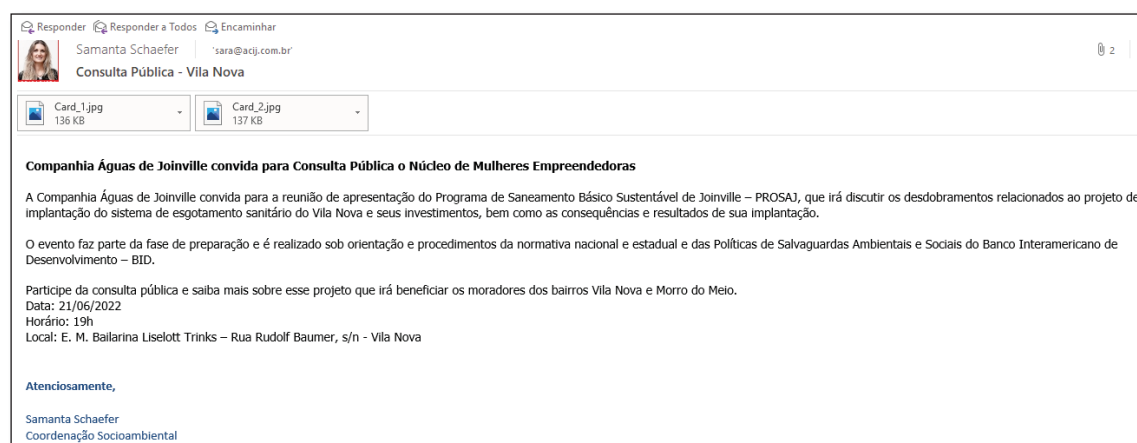 Responder Responder a Todos Encaminhar
Samanta Schaefer 'sara@acij.com.br' 2
Consulta Pública - Vila Nova
Card_1.jpg Card_2.jpg
136 KB 137 KB
Companhia Águas de Joinville convida para Consulta Pública o Núcleo de Mulheres Empreendedoras
A Companhia Águas de Joinville convida para a reunião de apresentação do Programa de Saneamento Básico Sustentável de Joinville – PROSAJ, que irá discutir os desdobramentos relacionados ao projeto de
implantação do sistema de esgotamento sanitário do Vila Nova e seus investimentos, bem como as consequências e resultados de sua implantação.
O evento faz parte da fase de preparação e é realizado sob orientação e procedimentos da normativa nacional e estadual e das Políticas de Salvaguardas Ambientais e Sociais do Banco Interamericano de
Desenvolvimento – BID.
Participe da consulta pública e saiba mais sobre esse projeto que irá beneficiar os moradores dos bairros Vila Nova e Morro do Meio.
Data: 21/06/2022
Horário: 19h
Local: E. M. Bailarina Liselott Trinks – Rua Rudolf Baumer, s/n - Vila Nova
Atenciosamente,
Samanta Schaefer
Coordenação Socioambiental